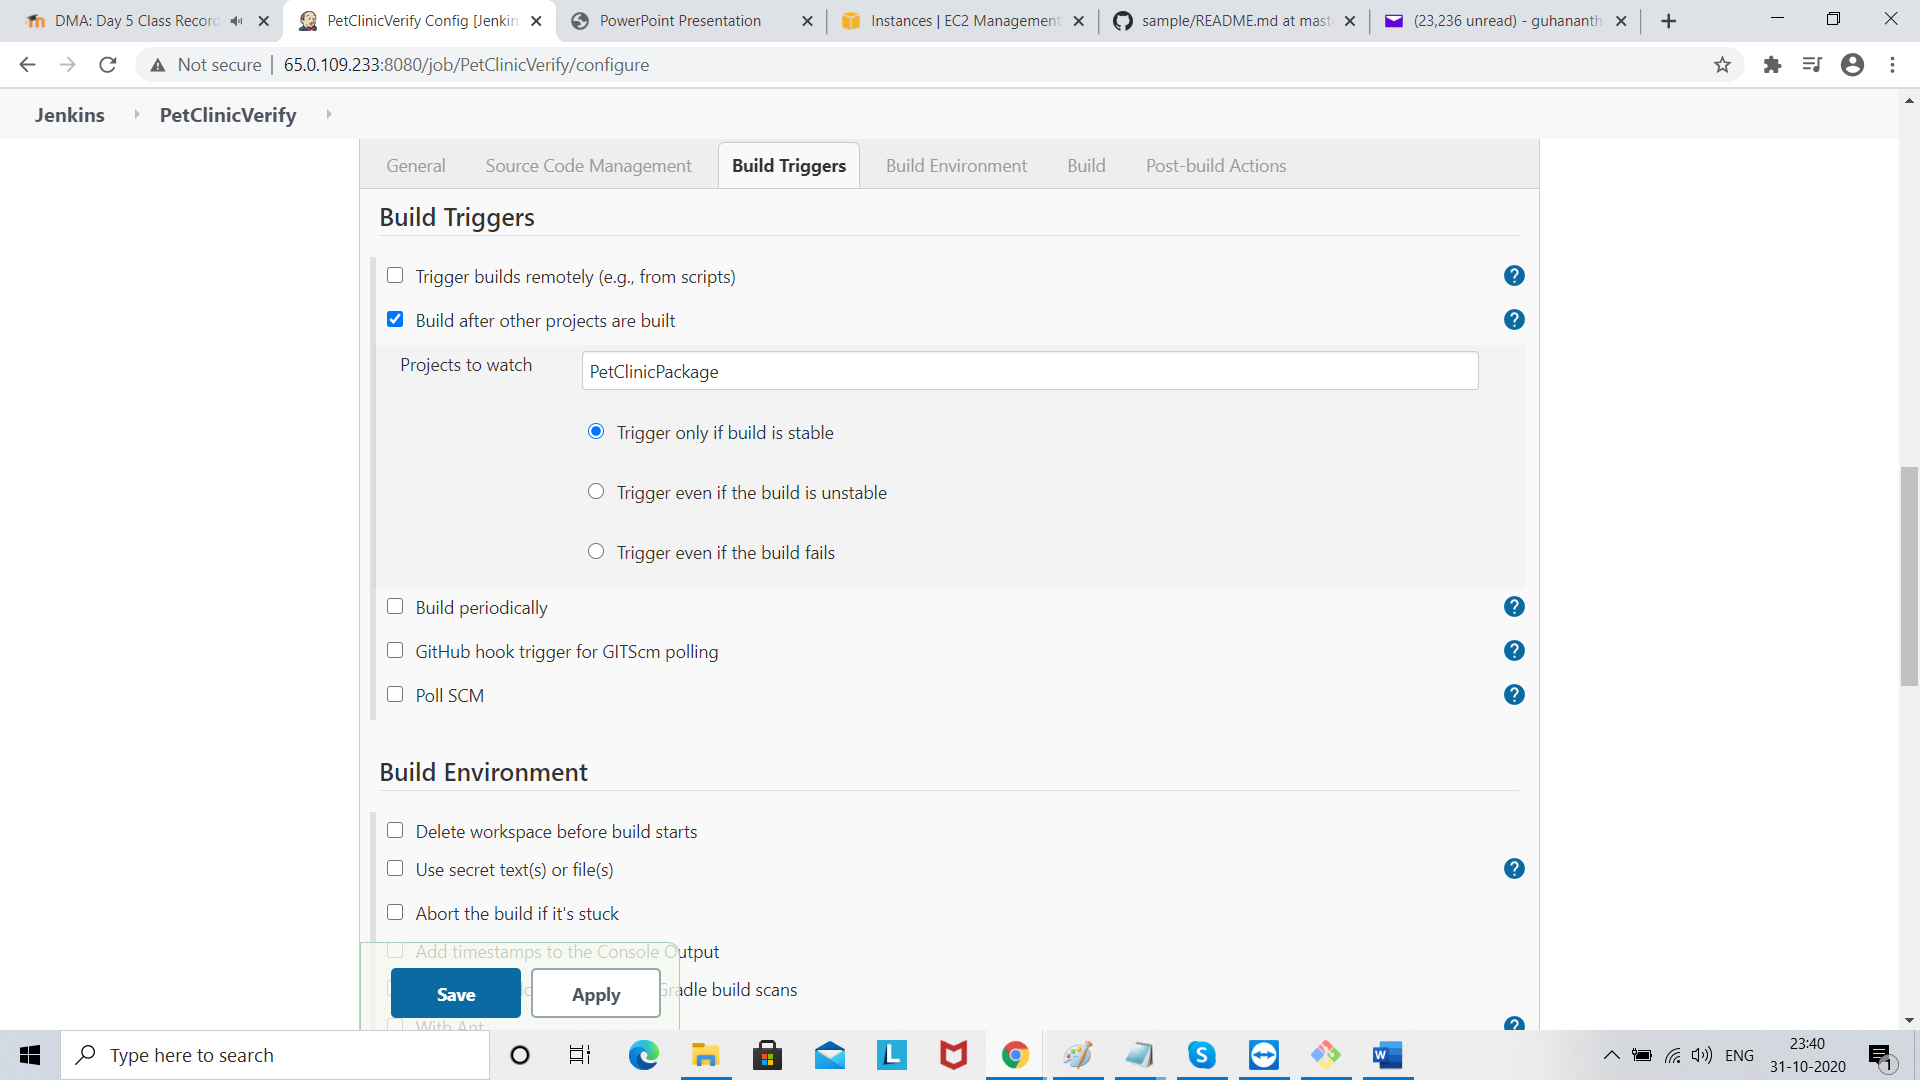 DMA: Day 5 Class Record
PetClinicVerify Config [Jenkin
PowerPoint Presentation
Instances | EC2 Management
sample/README.md at mast
(23,236 unread) - guhananth
Not secure
65.0.109.233:8080/job/PetClinicVerify/configure
Jenkins
PetClinicVerify
General
Source Code Management
Build Triggers
Build Environment
Build
Post-build Actions
Build Triggers
Trigger builds remotely (e.g., from scripts)
Build after other projects are built
Projects to watch
PetClinicPackage
Trigger only if build is stable
Trigger even if the build is unstable
Trigger even if the build fails
Build periodically
GitHub hook trigger for GITScm polling
Poll SCM
Build Environment
Delete workspace before build starts
Use secret text(s) or file(s)
Abort the build if it's stuck
Add timestamps to the Console Output
Gradle build scans
Save
Apply
With Ant
Type here to search
ENG
23:40
31-10-2020
1